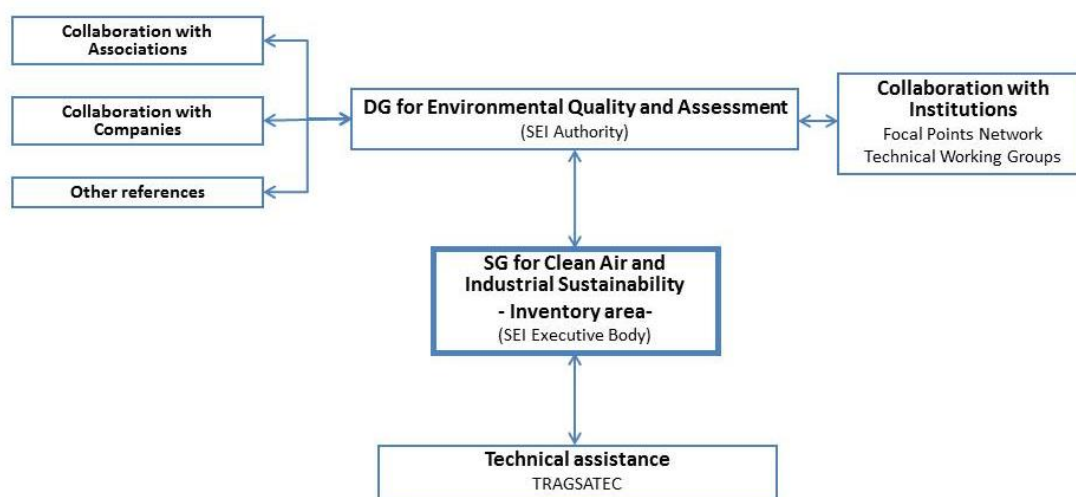 Collaboration with
Associations
Collaboration with
Companies
Other references
DG for Environmental Quality and Assessment
(SEI Authority)
Collaboration with
Institutions
Focal Points Network
Technical Working Groups
SG for Clean Air and
Industrial Sustainability
- Inventory area-
(SEI Executive Body)
Technical assistance
TRAGSATEC